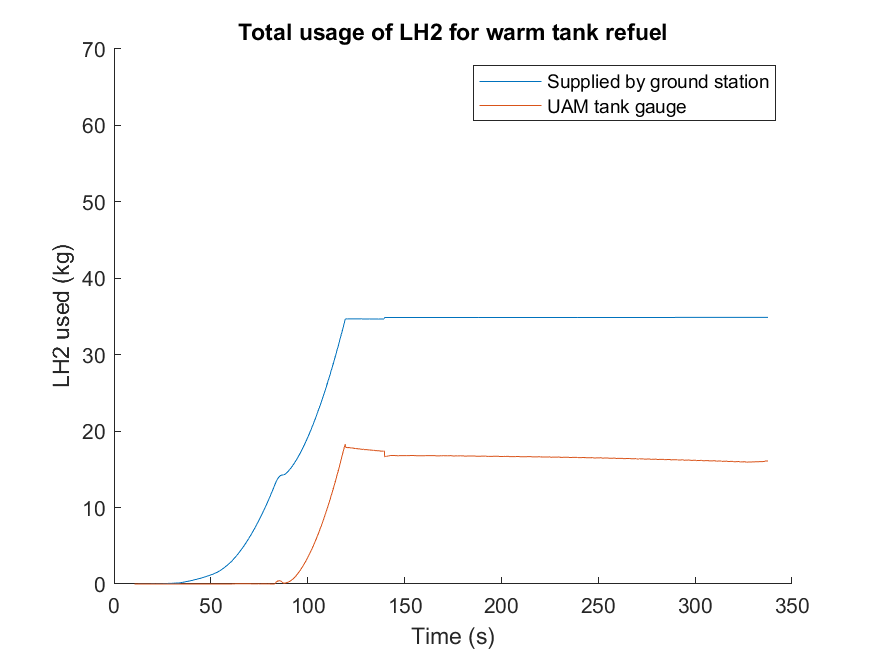 Total usage of LH2 for warm tank refuel
70
60
50
40
30
20
10
0
LH2 used (kg)
Supplied by ground station
UAM tank gauge
0 50 100 150 200 250 300 350
Time (s)